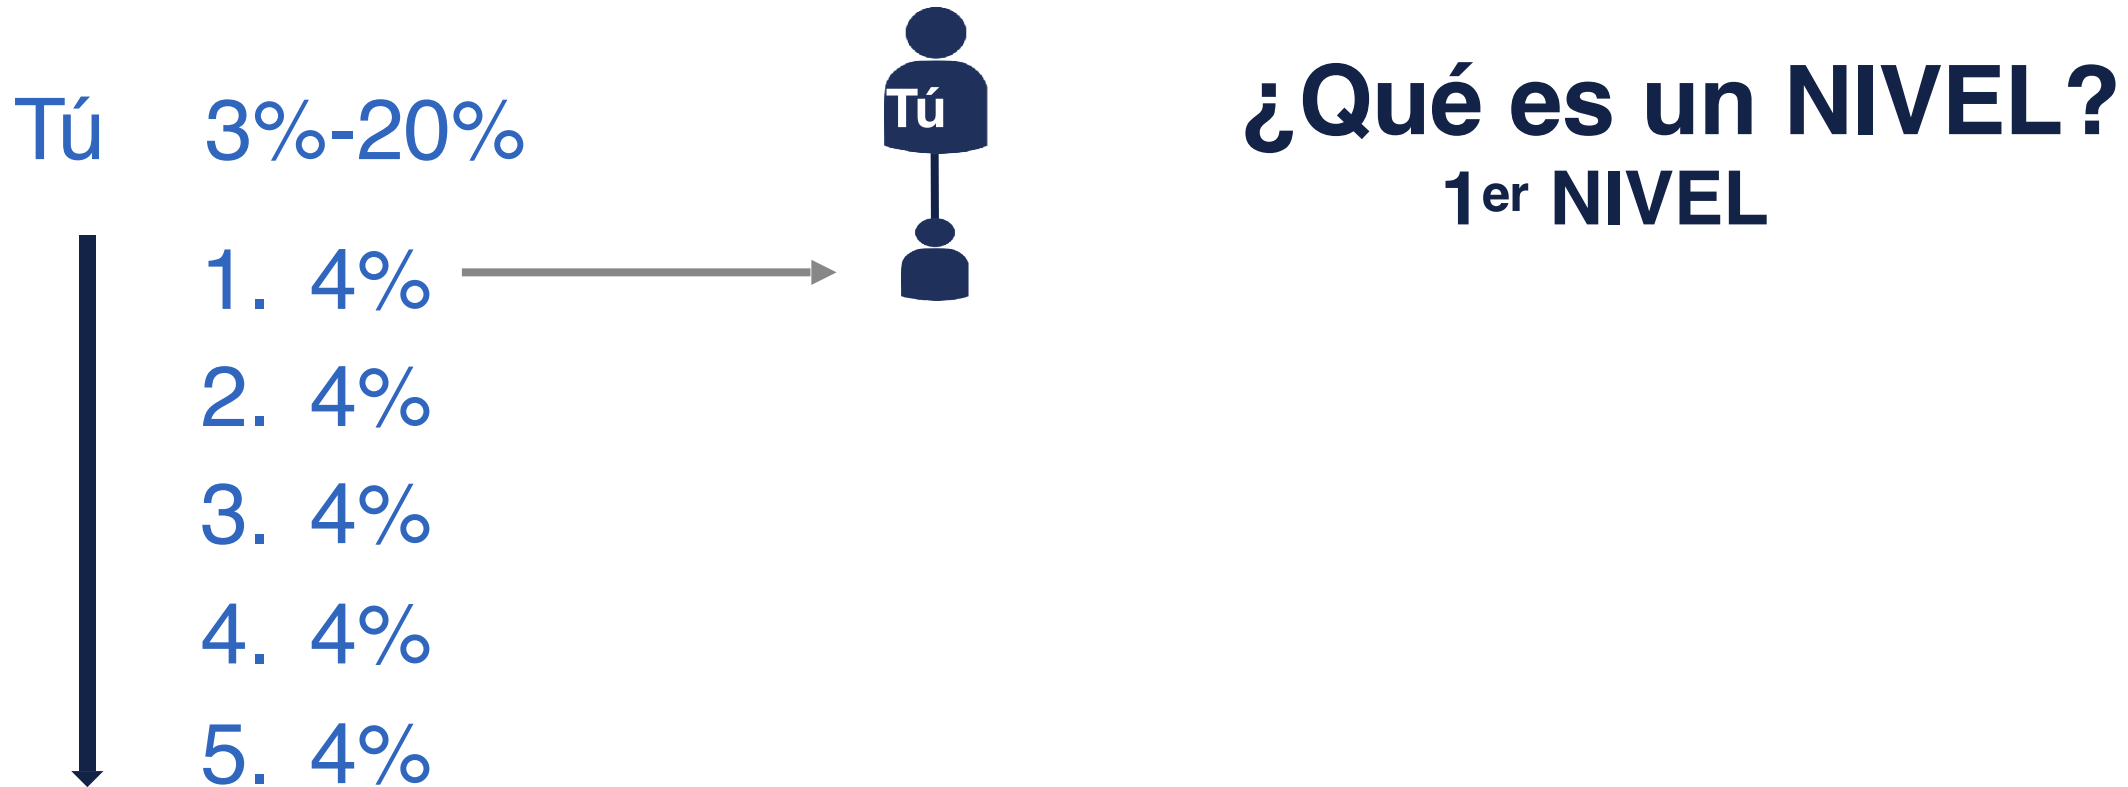 Tú 3%-20%
1. 4%
2. 4%
3. 4%
4. 4%
5. 4%
Tú
¿Qué es un NIVEL?
1er NIVEL